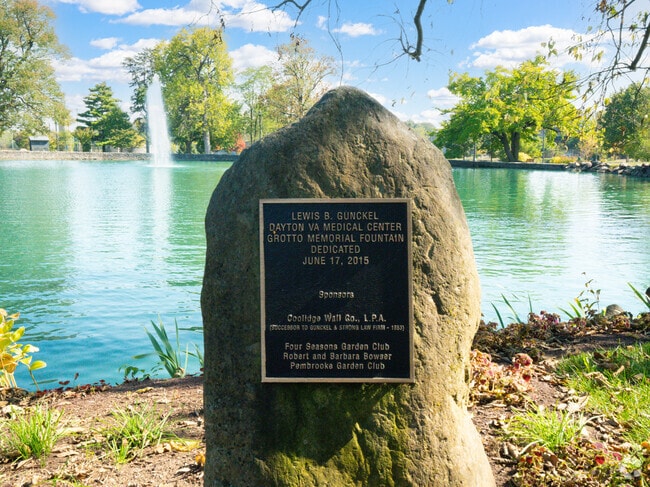 LEWIS B. GUNCKEL
DAYTON VA MEDICAL CENTER
GROTTO MEMORIAL FOUNTAIN
DEDICATED
JUNE 17, 2015
Sponsors
Coolidge Wall Co., L.P.A.
(SUCCESSOR TO GUNCKEL & STRONG LAW FIRM - 1853)
Four Seasons Garden Club
Robert and Barbara Bowser
Pembrooke Garden Club